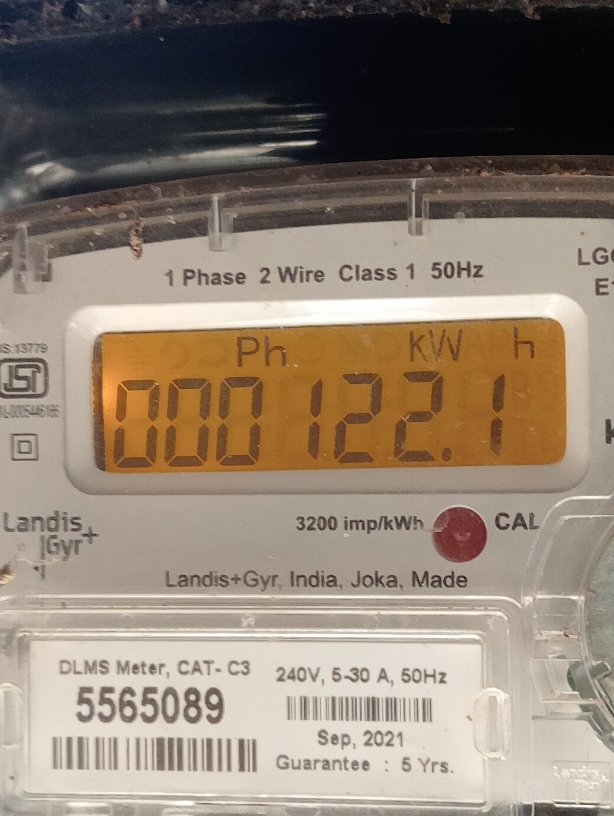 1 Phase 2 Wire Class 1 50Hz
LG
E1
IS:13779
Ph KW h
000122.1
Landis
Gyr+
3200 imp/kWh
CAL
Landis+Gyr, India, Joka, Made
DLMS Meter, CAT- C3
5565089
240V, 5-30 A, 50Hz
Sep, 2021
Guarantee : 5 Yrs.